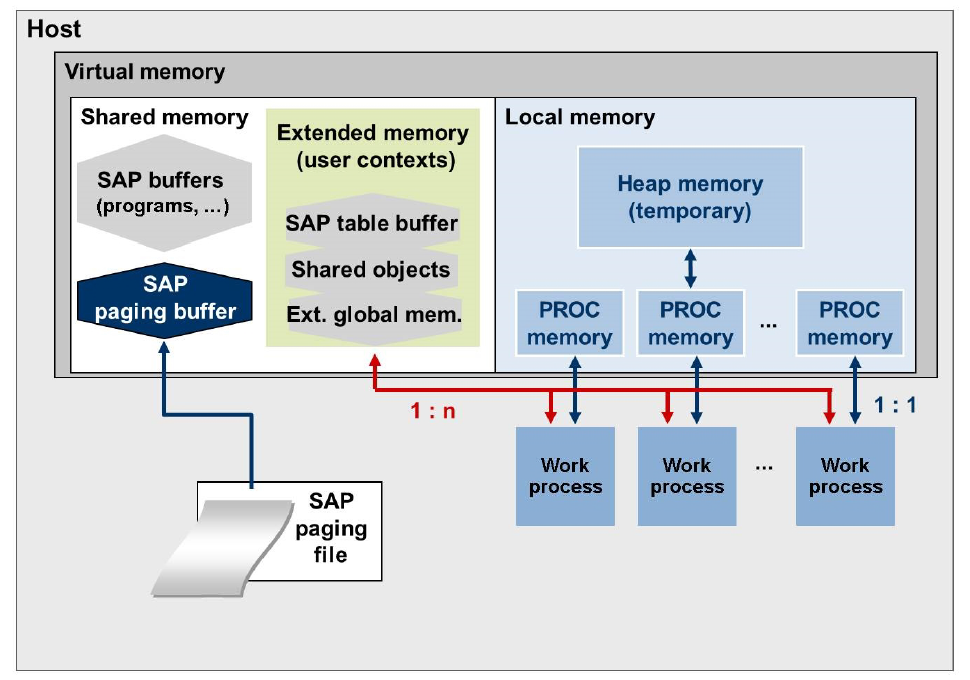 Host
Virtual memory
Shared memory
SAP buffers
(programs, ...)
SAP
paging buffer
Extended memory
(user contexts)
SAP table buffer
Shared objects
Ext. global mem.
Local memory
Heap memory
(temporary)
PROC
memory
PROC
memory
...
PROC
memory
1 : n
1 : 1
Work
process
Work
process
...
Work
process
SAP
paging
file